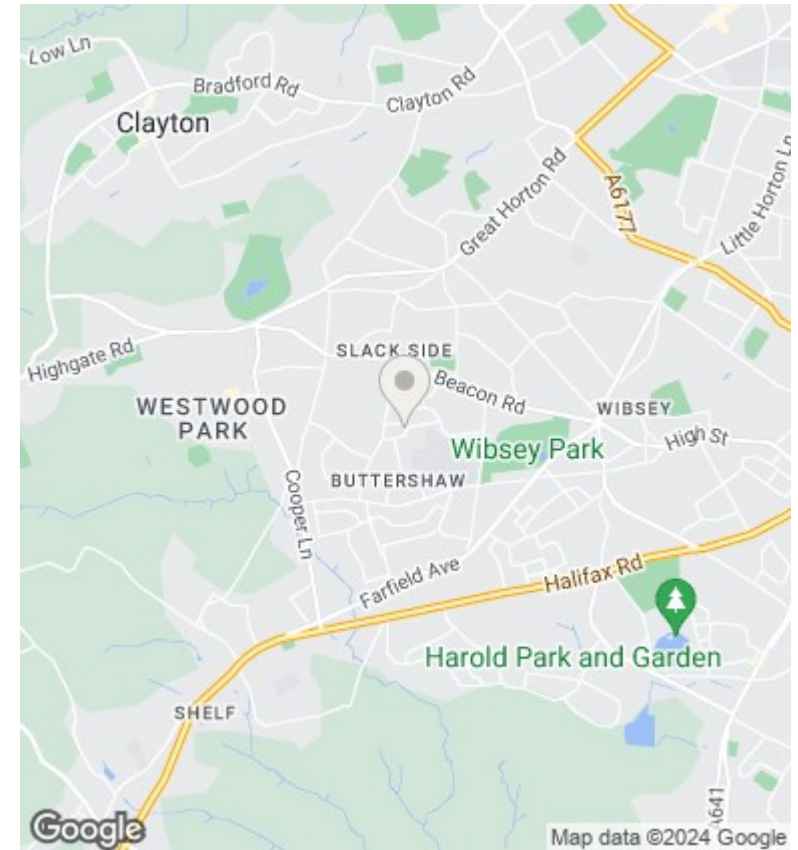 Low Ln
Bradford Rd
Clayton Rd
Clayton
Great Horton Rd
A6177
Little Horton Ln
Highgate Rd
SLACK SIDE
Beacon Rd
WESTWOOD
PARK
WIBSEY
High St
Wibsey Park
BUTTERSHAW
Cooper Ln
Farfield Ave
Halifax Rd
Harold Park and Garden
SHELF
A641
Google
Map data ©2024 Google